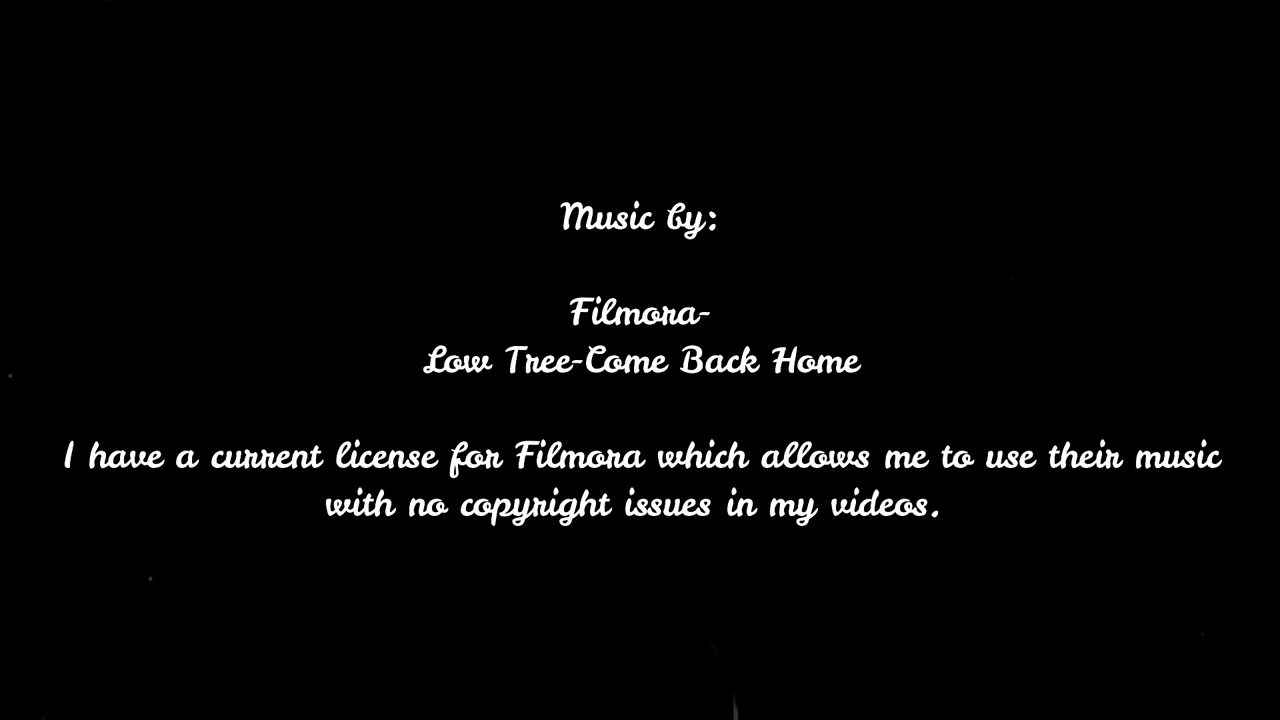 Music by:
Filmora-
Low Tree-Come Back Home
I have a current license for Filmora which allows me to use their music
with no copyright issues in my videos.